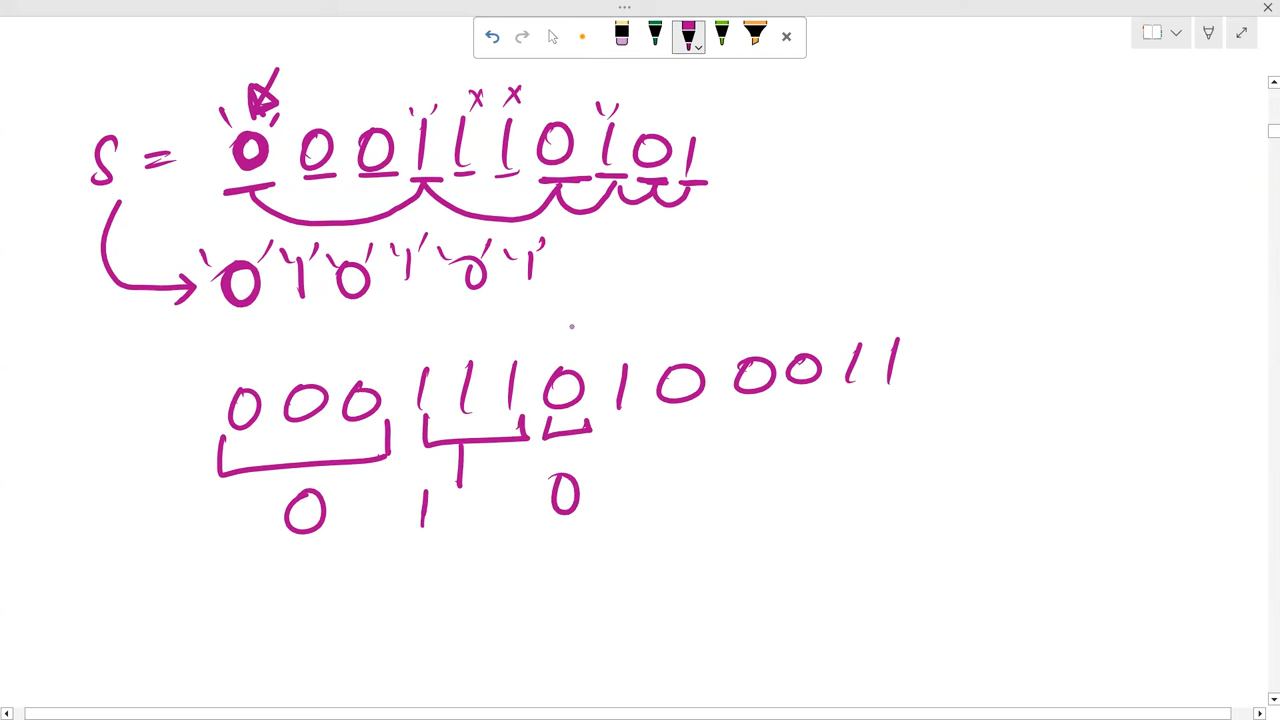 x x
S = '0' 0 0 '1' 1 1 0 '1 0 1
'0' '1' '0' '1' '0' '1'
0 0 0 1 1 1 0 1 0 0 0 1 1
0 1 0